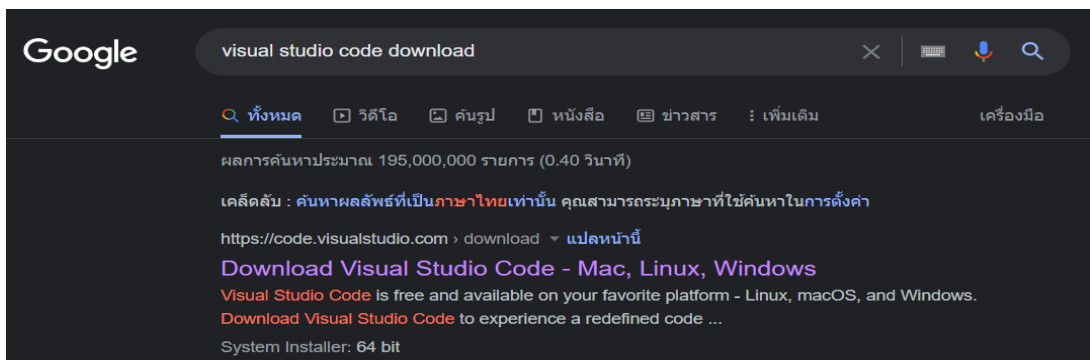 Google
visual studio code download
ทั้งหมด วิดีโอ ค้นรูป หนังสือ ข่าวสาร เพิ่มเติม เครื่องมือ
ผลการค้นหาประมาณ 195,000,000 รายการ (0.40 วินาที)
เคล็ดลับ : ค้นหาผลลัพธ์ที่เป็นภาษาไทยเท่านั้น คุณสามารถระบุภาษาที่ใช้ค้นหาในการตั้งค่า
https://code.visualstudio.com › download แปลหน้านี้
Download Visual Studio Code - Mac, Linux, Windows
Visual Studio Code is free and available on your favorite platform - Linux, macOS, and Windows.
Download Visual Studio Code to experience a redefined code ...
System Installer: 64 bit